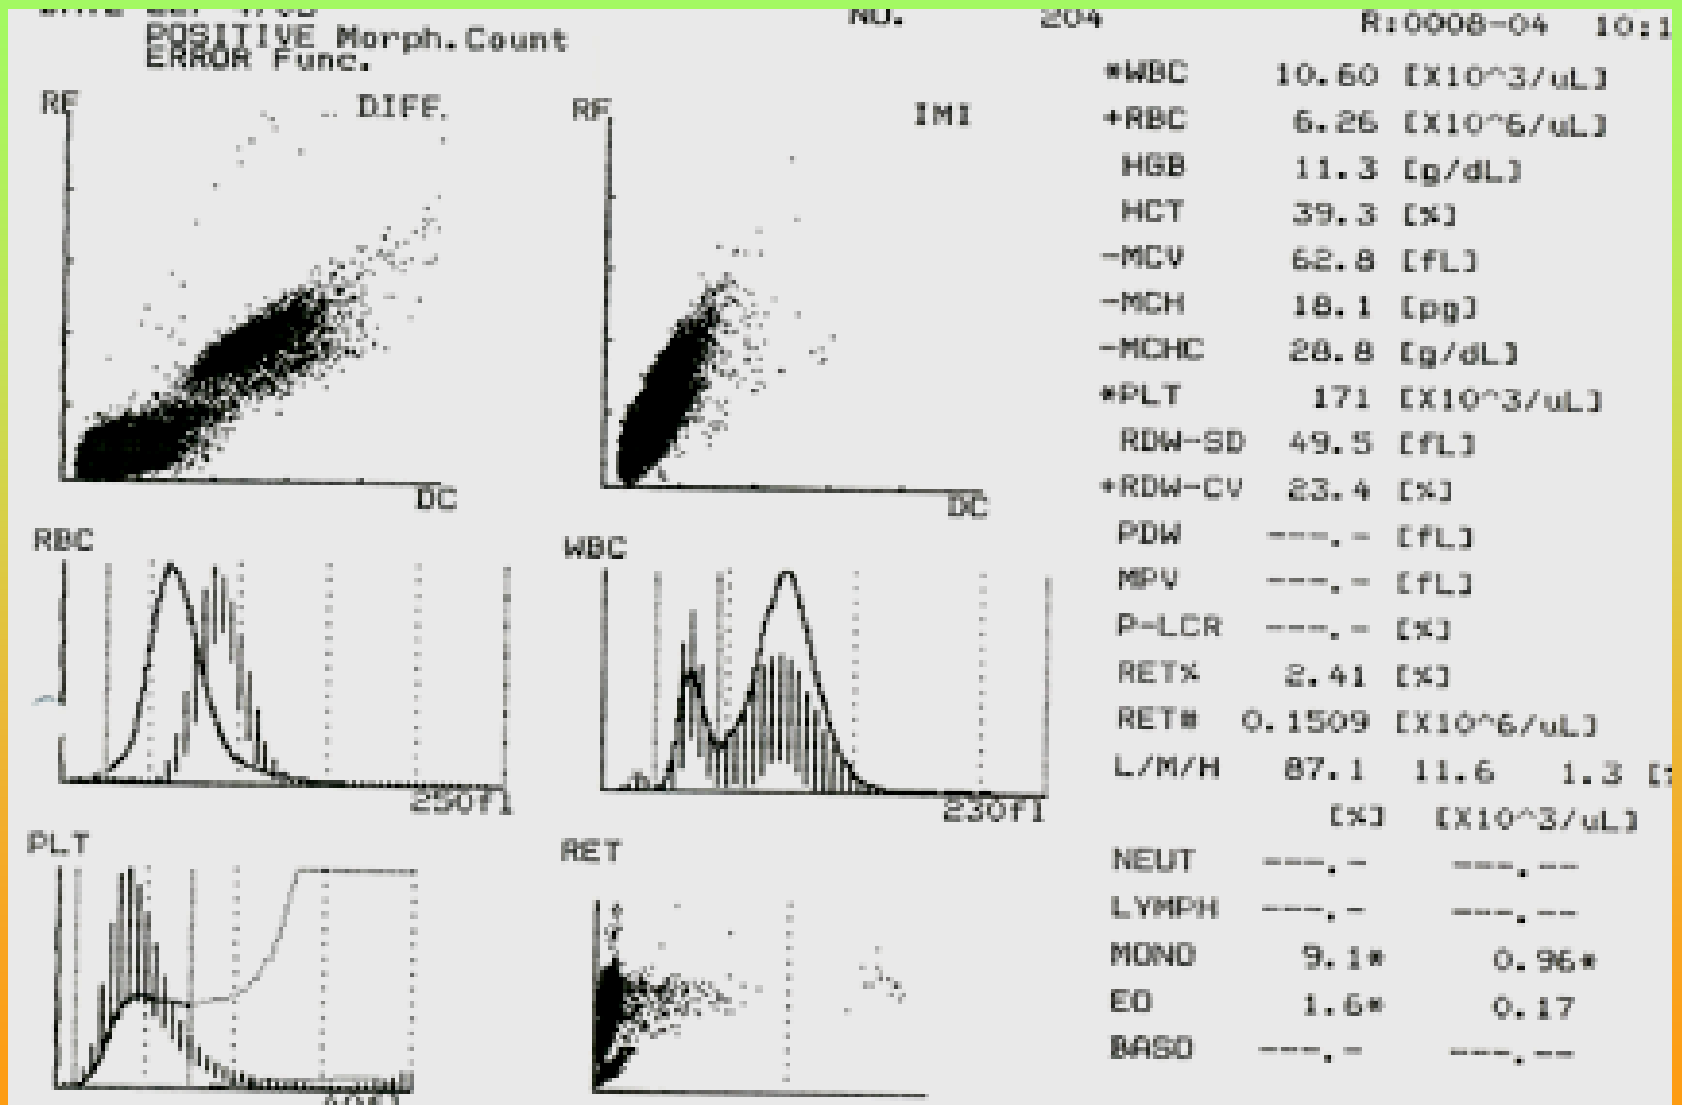 NO. 204 R:0008-04 10:1
POSITIVE Morph.Count
ERROR Func.
RF DIFF. DC
RF IMI DC
RBC 250fl
WBC 230fl
PLT
RET
*WBC 10.60 [X10^3/uL]
+RBC 6.26 [X10^6/uL]
HGB 11.3 [g/dL]
HCT 39.3 [%]
-MCV 62.8 [fL]
-MCH 18.1 [pg]
-MCHC 28.8 [g/dL]
*PLT 171 [X10^3/uL]
RDW-SD 49.5 [fL]
+RDW-CV 23.4 [%]
PDW ---.- [fL]
MPV ---.- [fL]
P-LCR ---.- [%]
RET% 2.41 [%]
RET# 0.1509 [X10^6/uL]
L/M/H 87.1 11.6 1.3
[%] [X10^3/uL]
NEUT ---.- ---.--
LYMPH ---.- ---.--
MONO 9.1* 0.96*
EO 1.6* 0.17
BASO ---.- ---.--